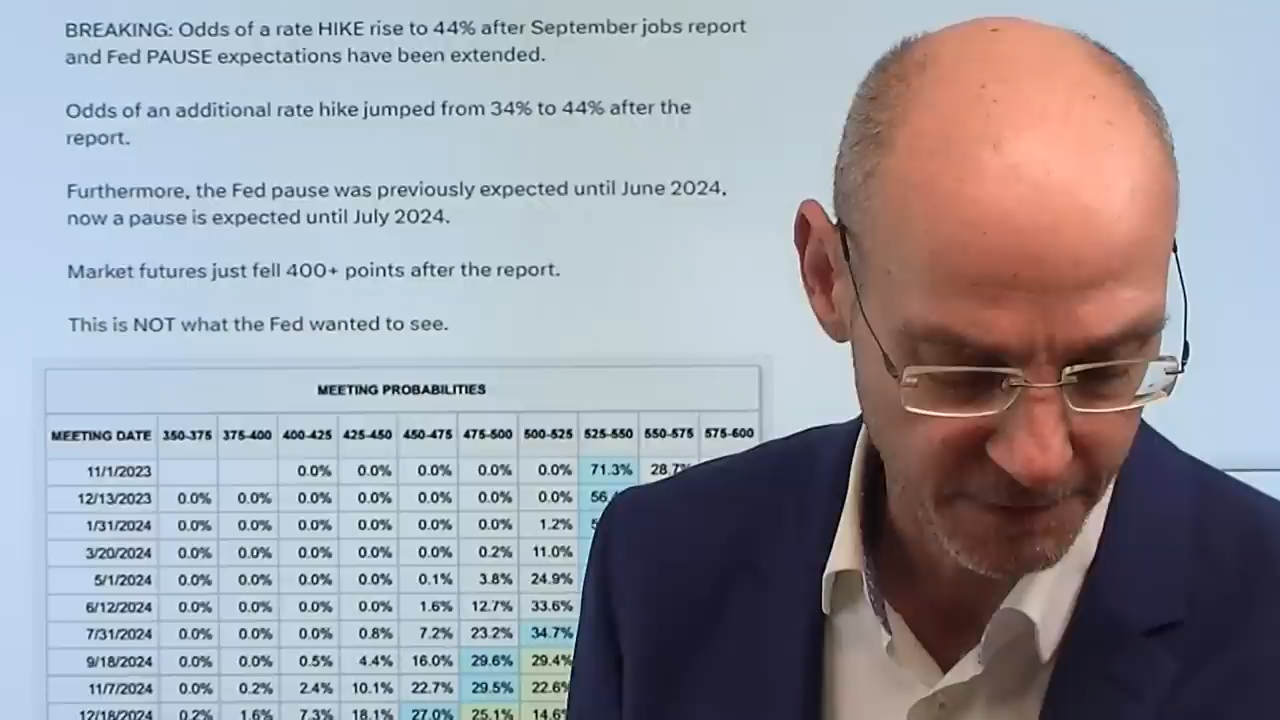 BREAKING: Odds of a rate HIKE rise to 44% after September jobs report
and Fed PAUSE expectations have been extended.
Odds of an additional rate hike jumped from 34% to 44% after the
report.
Furthermore, the Fed pause was previously expected until June 2024,
now a pause is expected until July 2024.
Market futures just fell 400+ points after the report.
This is NOT what the Fed wanted to see.
MEETING PROBABILITIES
MEETING DATE 350-375 375-400 400-425 425-450 450-475 475-500 500-525 525-550 550-575 575-600
11/1/2023 0.0% 0.0% 0.0% 0.0% 0.0% 71.3% 28.7%
12/13/2023 0.0% 0.0% 0.0% 0.0% 0.0% 0.0% 0.0% 56.
1/31/2024 0.0% 0.0% 0.0% 0.0% 0.0% 0.0% 1.2%
3/20/2024 0.0% 0.0% 0.0% 0.0% 0.0% 0.2% 11.0%
5/1/2024 0.0% 0.0% 0.0% 0.0% 0.1% 3.8% 24.9%
6/12/2024 0.0% 0.0% 0.0% 0.0% 1.6% 12.7% 33.6%
7/31/2024 0.0% 0.0% 0.0% 0.8% 7.2% 23.2% 34.7%
9/18/2024 0.0% 0.0% 0.5% 4.4% 16.0% 29.6% 29.4%
11/7/2024 0.0% 0.2% 2.4% 10.1% 22.7% 29.5% 22.6%
12/18/2024 0.2% 1.6% 7.3% 18.1% 27.0% 25.1% 14.6%